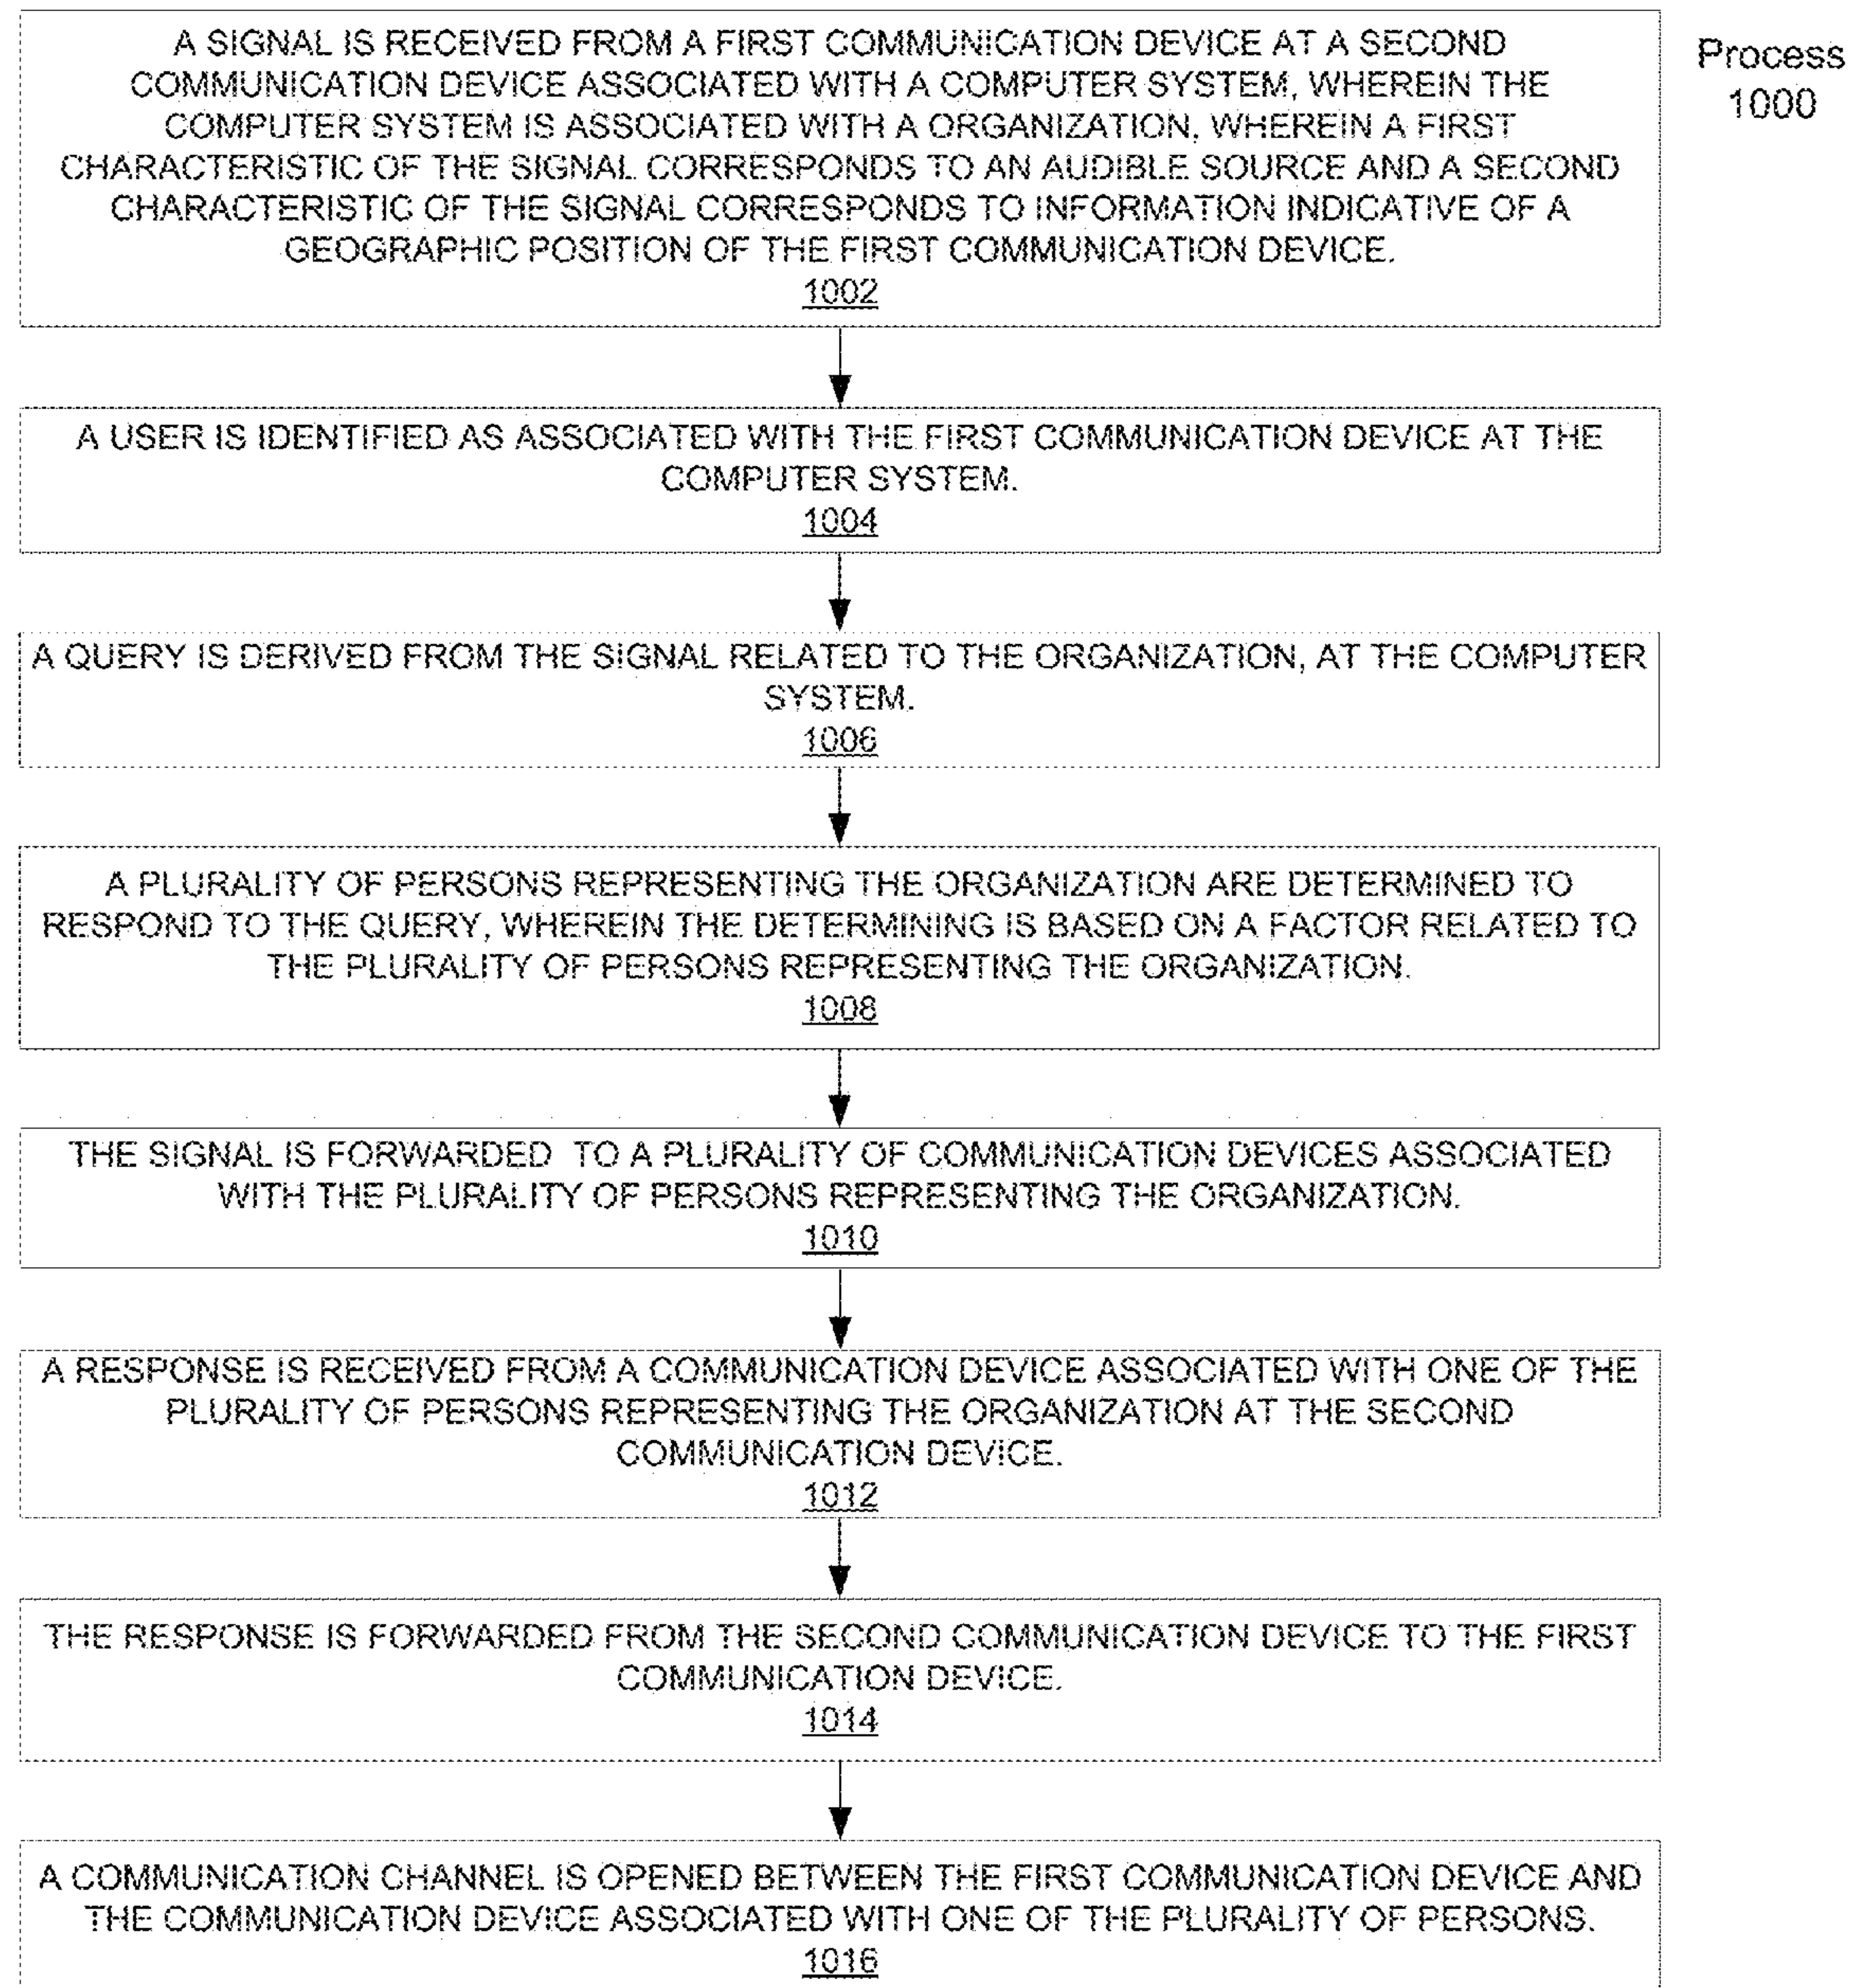 A SIGNAL IS RECEIVED FROM A FIRST COMMUNICATION DEVICE AT A SECOND
COMMUNICATION DEVICE ASSOCIATED WITH A COMPUTER SYSTEM, WHEREIN THE
COMPUTER SYSTEM IS ASSOCIATED WITH A ORGANIZATION, WHEREIN A FIRST
CHARACTERISTIC OF THE SIGNAL CORRESPONDS TO AN AUDIBLE SOURCE AND A SECOND
CHARACTERISTIC OF THE SIGNAL CORRESPONDS TO INFORMATION INDICATIVE OF A
GEOGRAPHIC POSITION OF THE FIRST COMMUNICATION DEVICE.
1002
Process
1000
A USER IS IDENTIFIED AS ASSOCIATED WITH THE FIRST COMMUNICATION DEVICE AT THE
COMPUTER SYSTEM.
1004
A QUERY IS DERIVED FROM THE SIGNAL RELATED TO THE ORGANIZATION, AT THE COMPUTER
SYSTEM.
1006
A PLURALITY OF PERSONS REPRESENTING THE ORGANIZATION ARE DETERMINED TO
RESPOND TO THE QUERY, WHEREIN THE DETERMINING IS BASED ON A FACTOR RELATED TO
THE PLURALITY OF PERSONS REPRESENTING THE ORGANIZATION.
1008
THE SIGNAL IS FORWARDED TO A PLURALITY OF COMMUNICATION DEVICES ASSOCIATED
WITH THE PLURALITY OF PERSONS REPRESENTING THE ORGANIZATION.
1010
A RESPONSE IS RECEIVED FROM A COMMUNICATION DEVICE ASSOCIATED WITH ONE OF THE
PLURALITY OF PERSONS REPRESENTING THE ORGANIZATION AT THE SECOND
COMMUNICATION DEVICE.
1012
THE RESPONSE IS FORWARDED FROM THE SECOND COMMUNICATION DEVICE TO THE FIRST
COMMUNICATION DEVICE.
1014
A COMMUNICATION CHANNEL IS OPENED BETWEEN THE FIRST COMMUNICATION DEVICE AND
THE COMMUNICATION DEVICE ASSOCIATED WITH ONE OF THE PLURALITY OF PERSONS.
1016